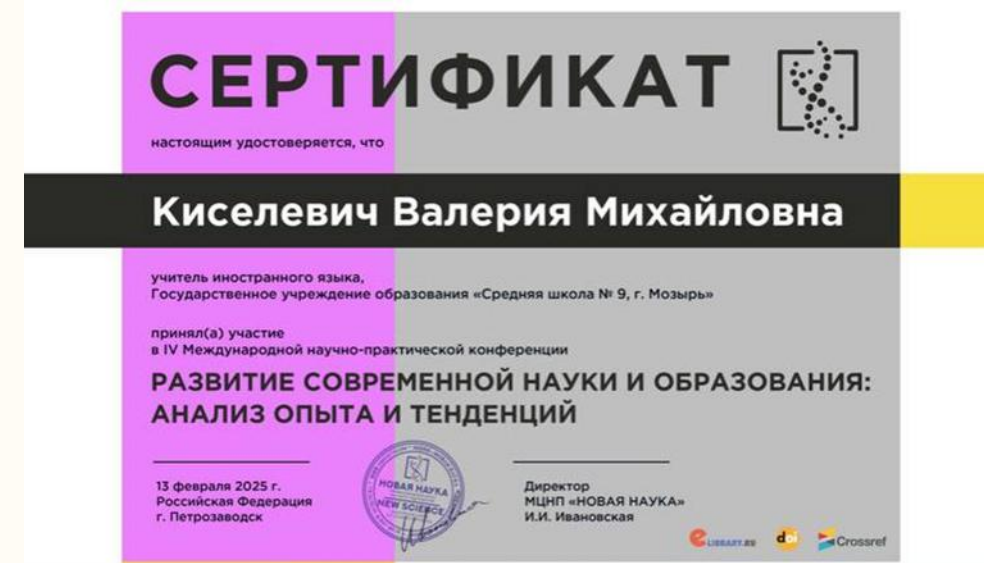 СЕРТИФИКАТ
настоящим удостоверяется, что
Киселевич Валерия Михайловна
учитель иностранного языка,
Государственное учреждение образования «Средняя школа № 9, г. Мозырь»
принял(а) участие
в IV Международной научно-практической конференции
РАЗВИТИЕ СОВРЕМЕННОЙ НАУКИ И ОБРАЗОВАНИЯ:
АНАЛИЗ ОПЫТА И ТЕНДЕНЦИЙ
13 февраля 2025 г.
Российская Федерация
г. Петрозаводск
НОВАЯ НАУКА
NEW SCIENCE
Директор
МЦНП «НОВАЯ НАУКА»
И.И. Ивановская
eLIBRARY.RU
doi
Crossref